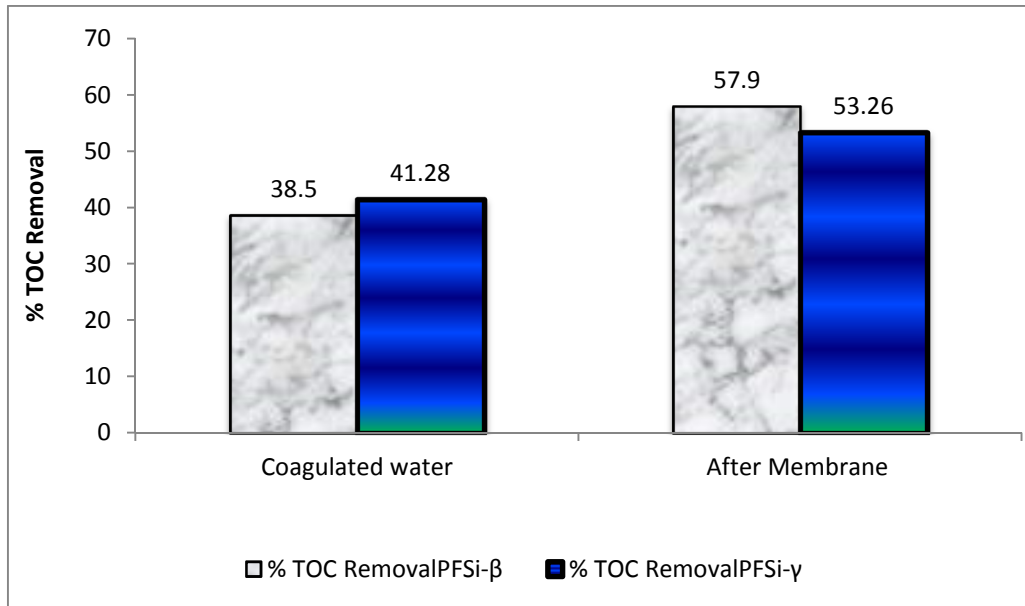 70
60
50
40
30
20
10
0
% TOC Removal
38.5
41.28
57.9
53.26
Coagulated water
After Membrane
% TOC RemovalPFSi-β
% TOC RemovalPFSi-γ